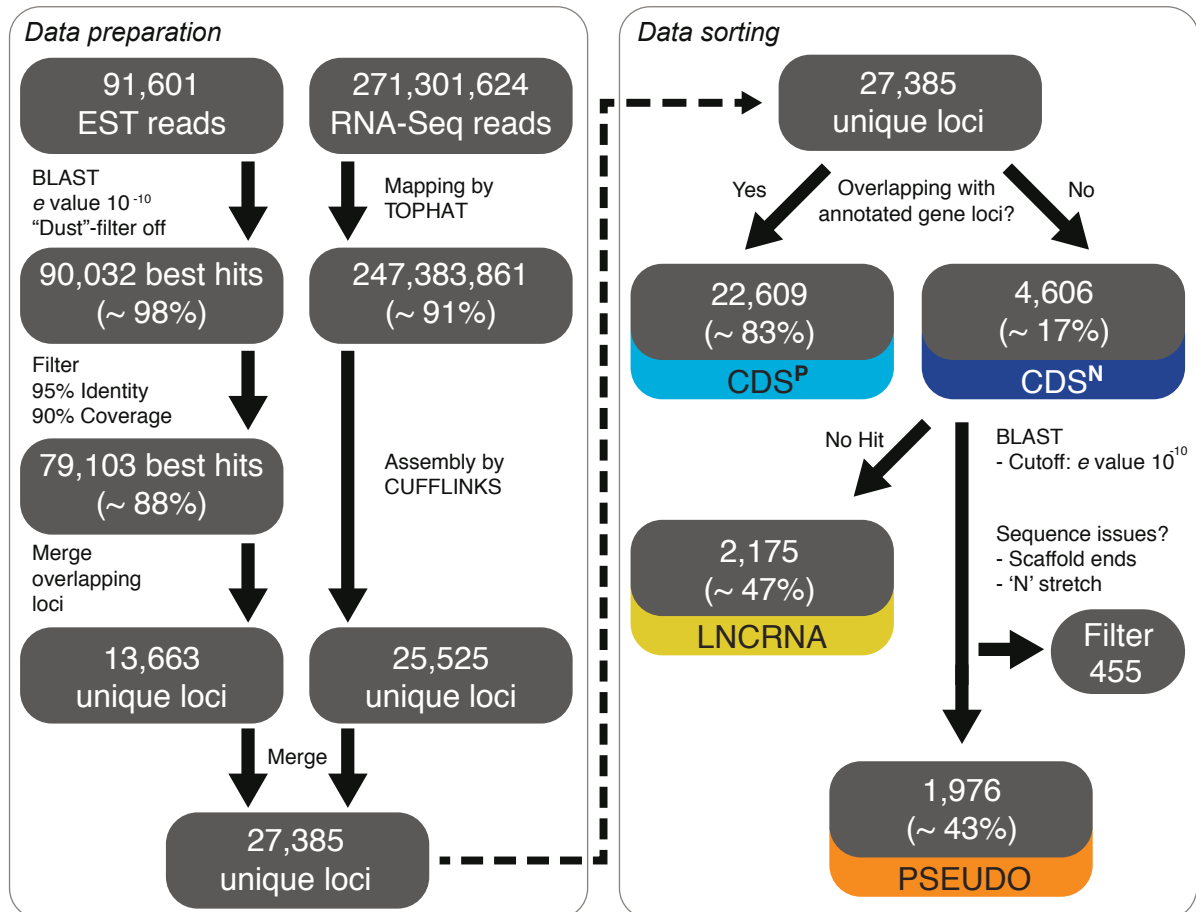 Data preparation
91,601
EST reads
271,301,624
RNA-Seq reads
BLAST
e value 10⁻¹⁰
“Dust”-filter off
Mapping by
TOPHAT
90,032 best hits
(~ 98%)
247,383,861
(~ 91%)
Filter
95% Identity
90% Coverage
79,103 best hits
(~ 88%)
Assembly by
CUFFLINKS
Merge
overlapping
loci
13,663
unique loci
25,525
unique loci
Merge
27,385
unique loci
Data sorting
27,385
unique loci
Yes
Overlapping with
annotated gene loci?
No
22,609
(~ 83%)
CDSᴾ
4,606
(~ 17%)
CDSᴺ
No Hit
BLAST
- Cutoff: e value 10⁻¹⁰
2,175
(~ 47%)
LNCRNA
Sequence issues?
- Scaffold ends
- ‘N’ stretch
Filter
455
1,976
(~ 43%)
PSEUDO